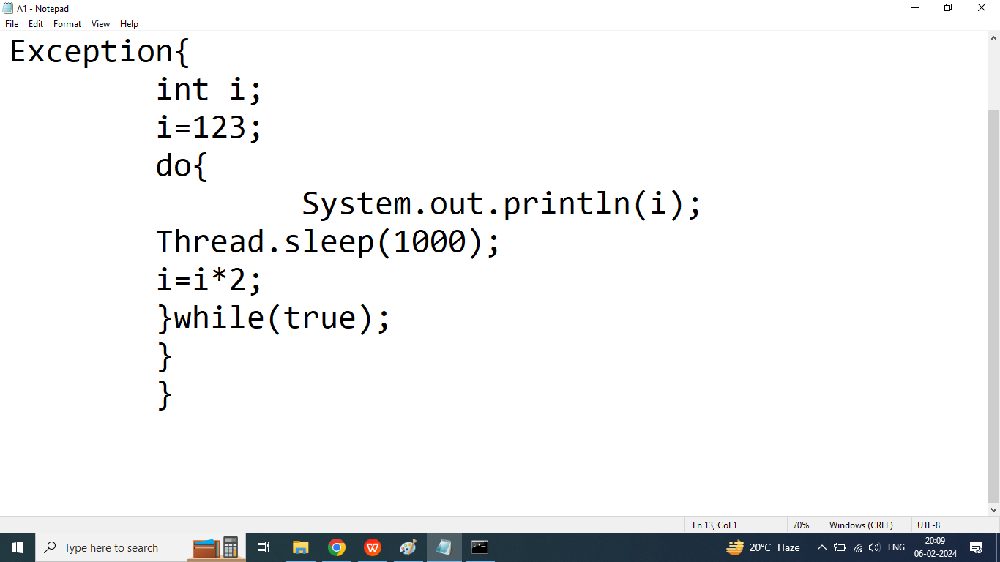 A1 - Notepad
File Edit Format View Help
Exception{
int i;
i=123;
do{
System.out.println(i);
Thread.sleep(1000);
i=i*2;
}while(true);
}
}
Ln 13, Col 1 70% Windows (CRLF) UTF-8
Type here to search
20°C Haze
ENG
20:09
06-02-2024